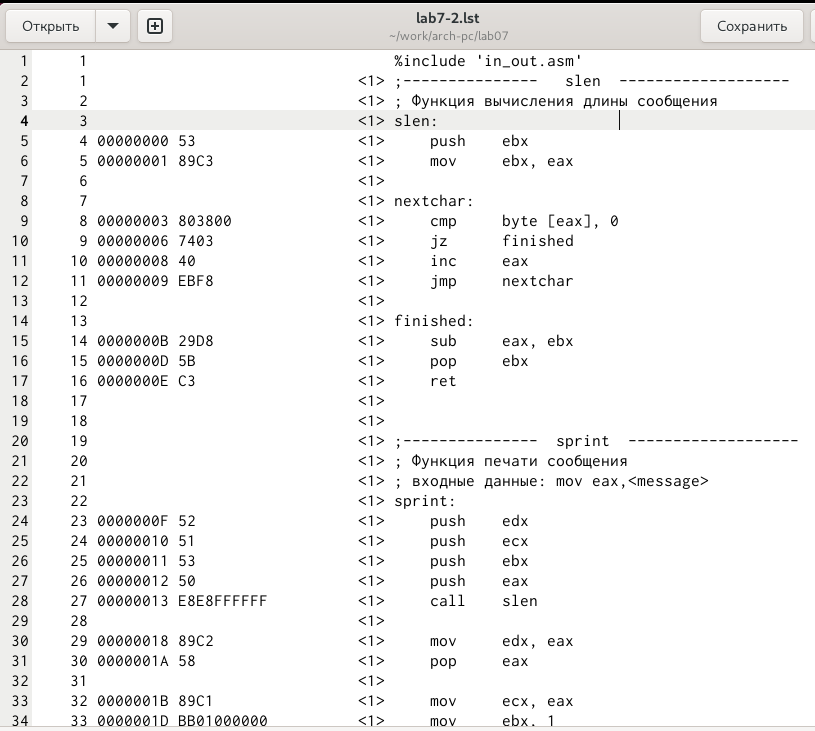 Открыть
lab7-2.lst
~/work/arch-pc/lab07
Сохранить
1 1 %include 'in_out.asm'
2 1 <1> ;--------------- slen -------------------
3 2 <1> ; Функция вычисления длины сообщения
4 3 <1> slen:
5 4 00000000 53 <1> push ebx
6 5 00000001 89C3 <1> mov ebx, eax
7 6 <1>
8 7 <1> nextchar:
9 8 00000003 803800 <1> cmp byte [eax], 0
10 9 00000006 7403 <1> jz finished
11 10 00000008 40 <1> inc eax
12 11 00000009 EBF8 <1> jmp nextchar
13 12 <1>
14 13 <1> finished:
15 14 0000000B 29D8 <1> sub eax, ebx
16 15 0000000D 5B <1> pop ebx
17 16 0000000E C3 <1> ret
18 17 <1>
19 18 <1>
20 19 <1> ;--------------- sprint -------------------
21 20 <1> ; Функция печати сообщения
22 21 <1> ; входные данные: mov eax,<message>
23 22 <1> sprint:
24 23 0000000F 52 <1> push edx
25 24 00000010 51 <1> push ecx
26 25 00000011 53 <1> push ebx
27 26 00000012 50 <1> push eax
28 27 00000013 E8E8FFFFFF <1> call slen
29 28 <1>
30 29 00000018 89C2 <1> mov edx, eax
31 30 0000001A 58 <1> pop eax
32 31 <1>
33 32 0000001B 89C1 <1> mov ecx, eax
34 33 0000001D BB01000000 <1> mov ebx, 1